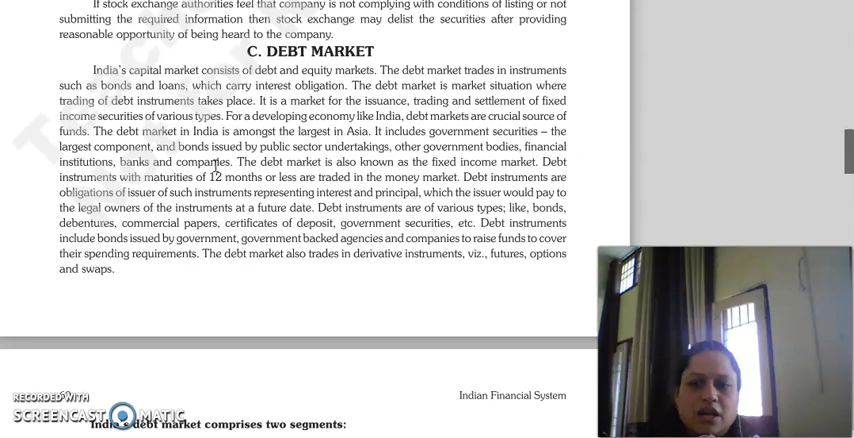 If stock exchange authorities feel that company is not complying with conditions of listing or not
submitting the required information then stock exchange may delist the securities after providing
reasonable opportunity of being heard to the company.
C. DEBT MARKET
India's capital market consists of debt and equity markets. The debt market trades in instruments
such as bonds and loans, which carry interest obligation. The debt market is market situation where
trading of debt instruments takes place. It is a market for the issuance, trading and settlement of fixed
income securities of various types. For a developing economy like India, debt markets are crucial source of
funds. The debt market in India is amongst the largest in Asia. It includes government securities – the
largest component, and bonds issued by public sector undertakings, other government bodies, financial
institutions, banks and companies. The debt market is also known as the fixed income market. Debt
instruments with maturities of 12 months or less are traded in the money market. Debt instruments are
obligations of issuer of such instruments representing interest and principal, which the issuer would pay to
the legal owners of the instruments at a future date. Debt instruments are of various types; like, bonds,
debentures, commercial papers, certificates of deposit, government securities, etc. Debt instruments
include bonds issued by government, government backed agencies and companies to raise funds to cover
their spending requirements. The debt market also trades in derivative instruments, viz., futures, options
and swaps.
Indian Financial System
RECORDED WITH
SCREENCAST MATIC
India's debt market comprises two segments: